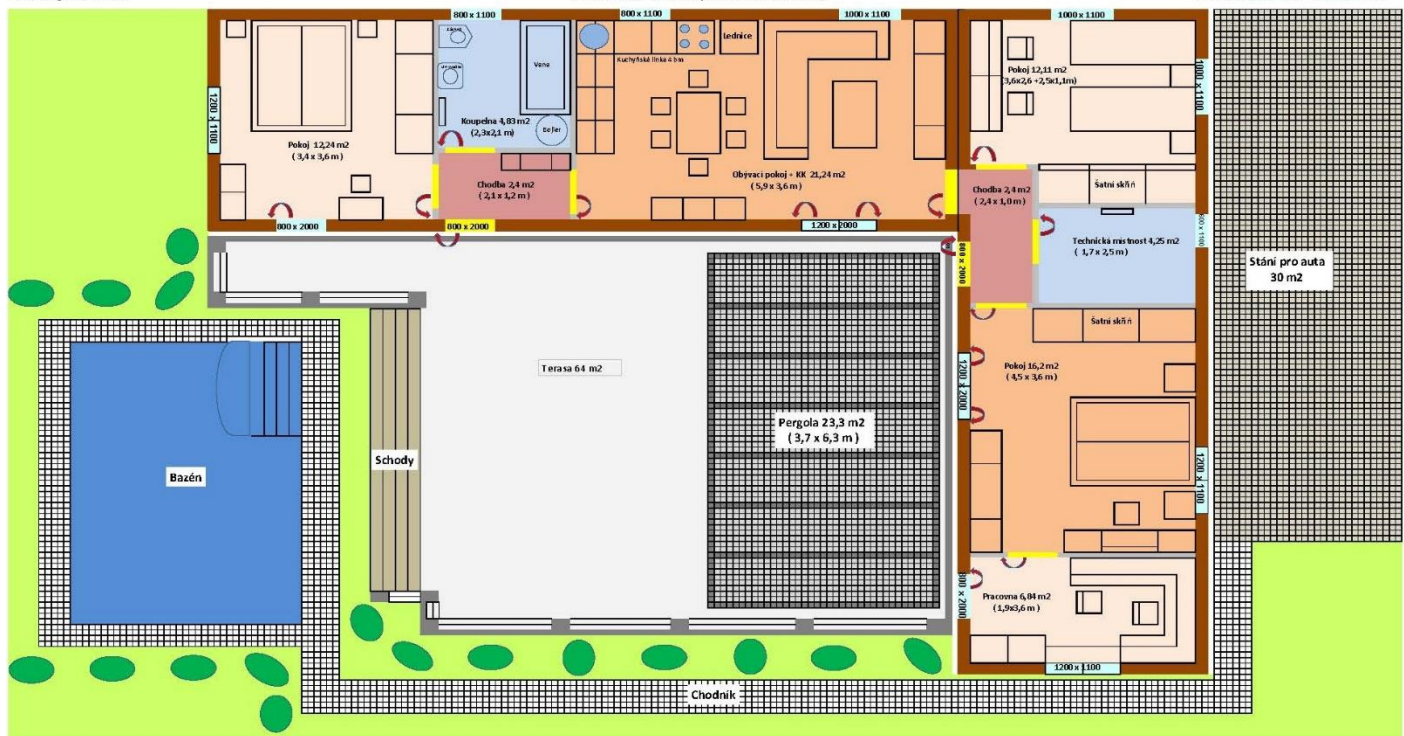 800 x 1100
800 x 1100
1000 x 1100
1000 x 1100
Lednice
Kuchyňská linka 4 bm
Vana
Pokoj 12,11 m2
(3,6x2,6 +2,5x1,1m)
1000 x 1100
1200 x 1100
Koupelna 4,83 m2
(2,3x2,1 m)
Bojler
Pokoj 12,24 m2
( 3,4 x 3,6 m )
Chodba 2,4 m2
( 2,1 x 1,2 m )
Obývací pokoj + KK 21,24 m2
( 5,9 x 3,6 m )
Chodba 2,4 m2
( 2,4 x 1,0 m )
Šatní skříň
800 x 2000
800 x 2000
1200 x 2000
800 x 2000
Technická místnost 4,25 m2
( 1,7 x 2,5 m )
Stání pro auta
30 m2
Šatní skříň
Terasa 64 m2
Pokoj 16,2 m2
( 4,5 x 3,6 m )
1200 x 2000
Pergola 23,3 m2
( 3,7 x 6,3 m )
Schody
Bazén
1200 x 1100
800 x 2000
Pracovna 6,84 m2
( 1,9x3,6 m )
1200 x 1100
Chodník